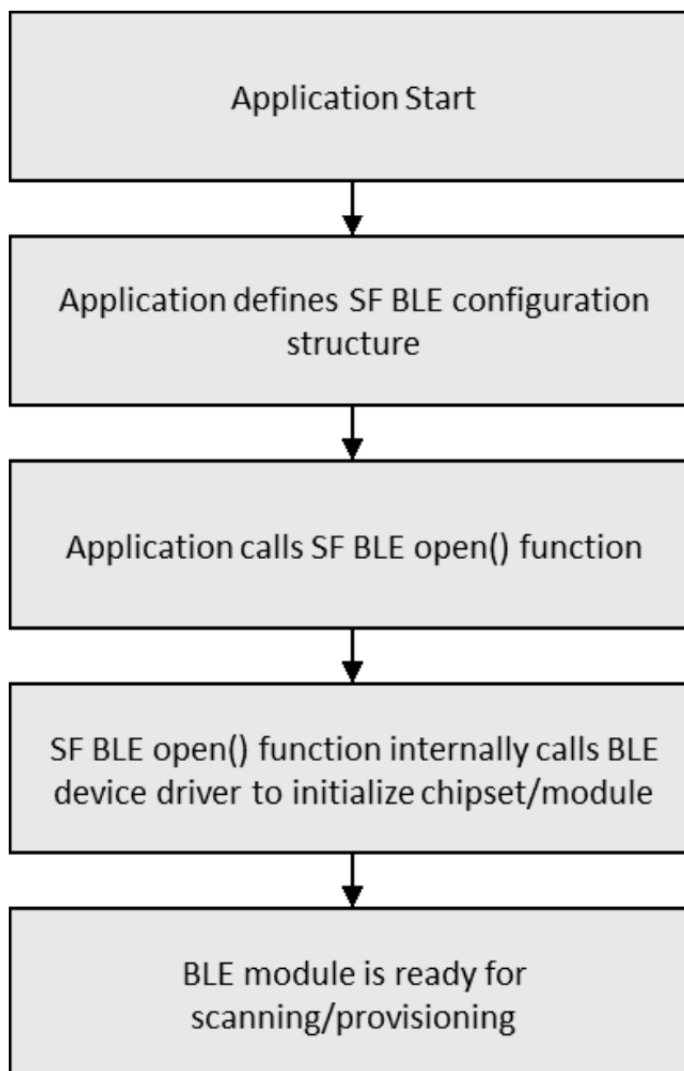 Application Start
Application defines SF BLE configuration
structure
Application calls SF BLE open() function
SF BLE open() function internally calls BLE
device driver to initialize chipset/module
BLE module is ready for
scanning/provisioning